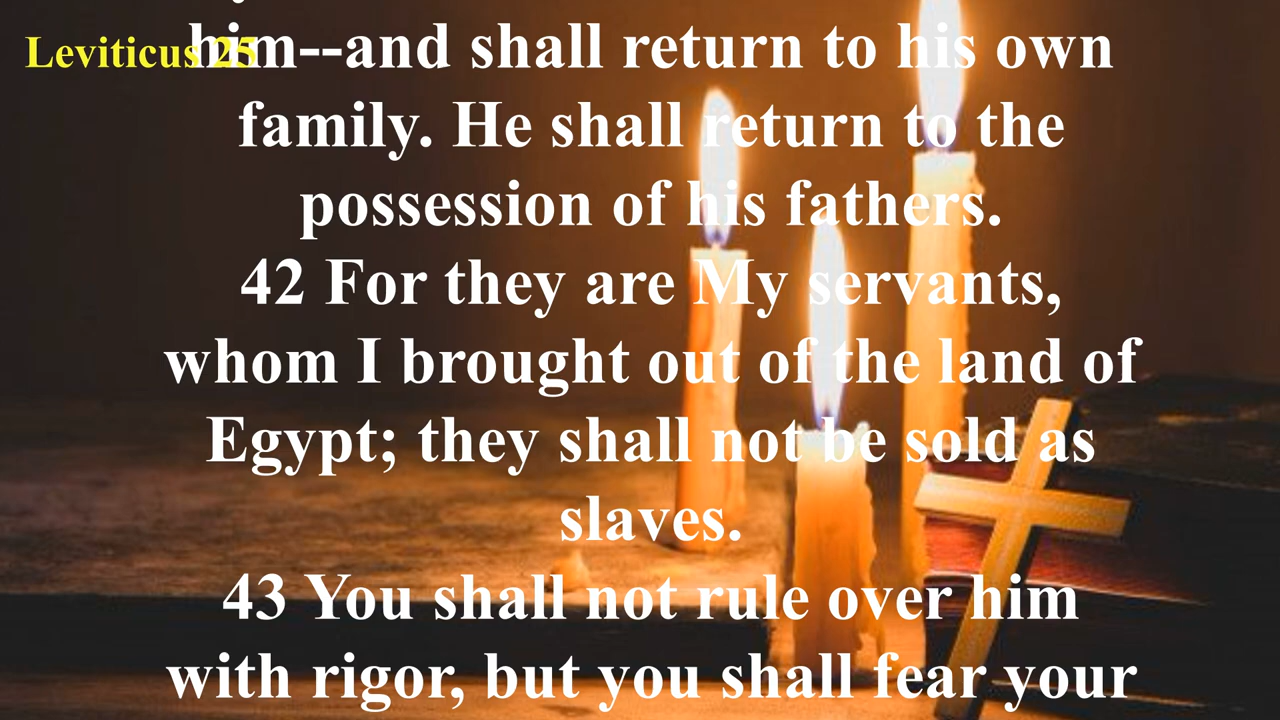 Leviticus 25
him--and shall return to his own
family. He shall return to the
possession of his fathers.
42 For they are My servants,
whom I brought out of the land of
Egypt; they shall not be sold as
slaves.
43 You shall not rule over him
with rigor, but you shall fear your